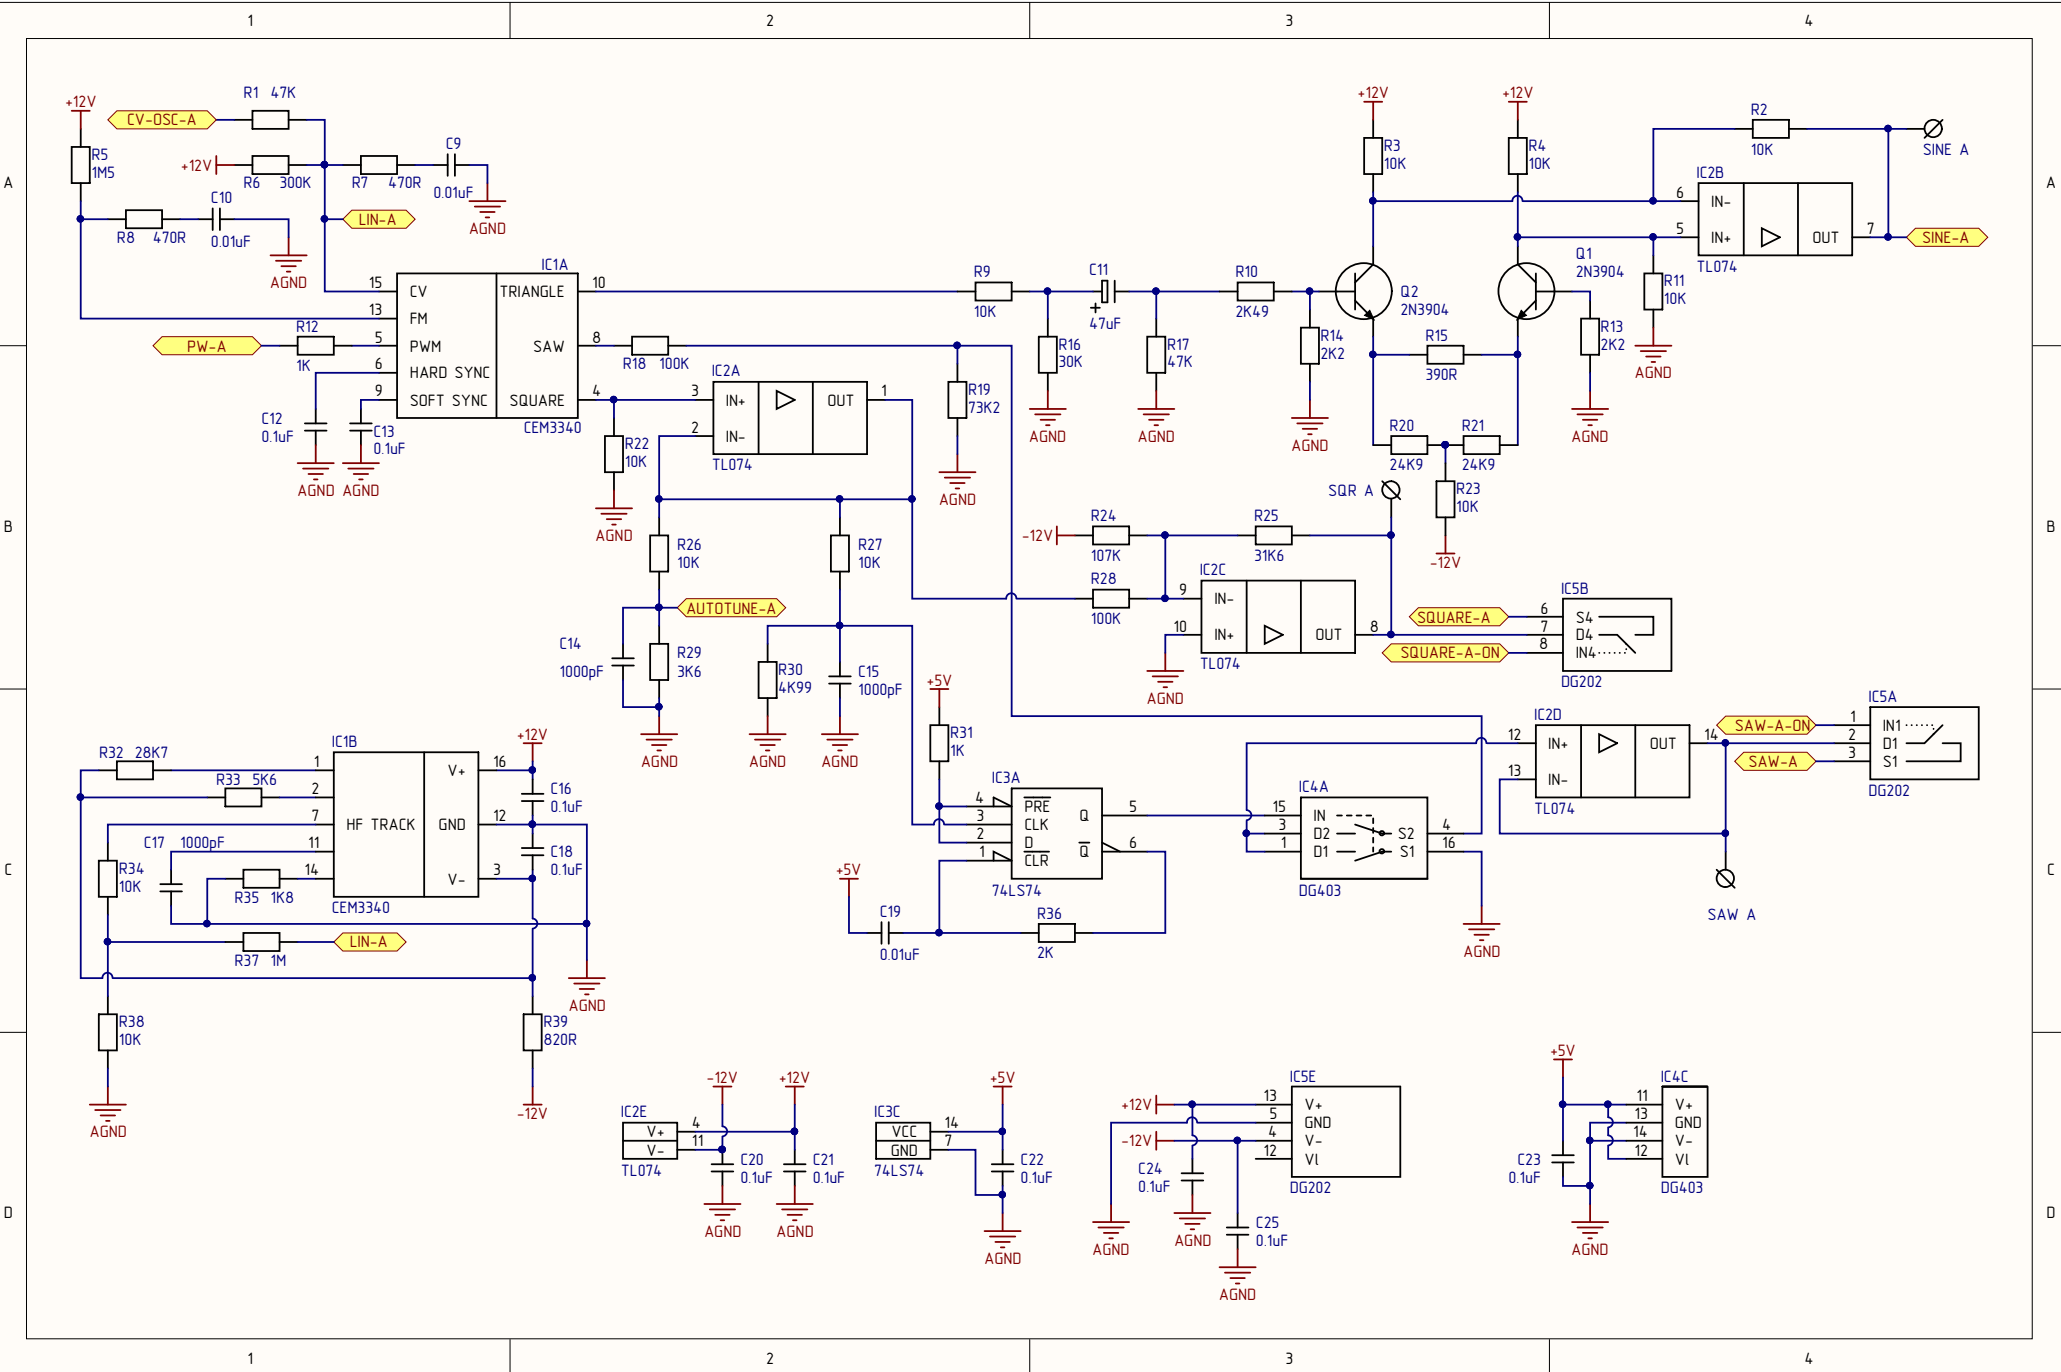 1 2 3 4
A
B
C
D
A
B
C
D
1 2 3 4
+12V
CV-OSC-A
R1 47K
R5
1M5
+12V
R6 300K
R7 470R
C9
0.01uF
AGND
R8 470R
C10
0.01uF
AGND
LIN-A
IC1A
15 CV
13 FM
5 PWM
6 HARD SYNC
9 SOFT SYNC
TRIANGLE 10
SAW 8
SQUARE 4
CEM3340
PW-A
R12
1K
C12
0.1uF
AGND
C13
0.1uF
AGND
R18 100K
R22
10K
AGND
IC2A
3 IN+
2 IN-
OUT 1
TL074
R19
73K2
AGND
R9
10K
R16
30K
AGND
C11
+
47uF
R17
47K
AGND
R10
2K49
R14
2K2
AGND
+12V
R3
10K
+12V
R4
10K
Q2
2N3904
Q1
2N3904
R15
390R
R13
2K2
AGND
R11
10K
AGND
R20
24K9
R21
24K9
R23
10K
-12V
R2
10K
IC2B
6 IN-
5 IN+
OUT 7
TL074
SINE A
SINE-A
R26
10K
R27
10K
AUTOTUNE-A
C14
1000pF
R29
3K6
AGND
R30
4K99
AGND
C15
1000pF
AGND
-12V
R24
107K
R25
31K6
R28
100K
SQR A
IC2C
9 IN-
10 IN+
OUT 8
TL074
AGND
SQUARE-A
SQUARE-A-ON
IC5B
6 S4
7 D4
8 IN4
DG202
+5V
R31
1K
IC3A
4 PRE
3 CLK
2 D
1 CLR
Q 5
Q 6
74LS74
+5V
C19
0.01uF
R36
2K
IC4A
15 IN
3 D2
1 D1
S2 4
S1 16
DG403
AGND
IC2D
12 IN+
13 IN-
OUT 14
TL074
SAW A
SAW-A-ON
SAW-A
IC5A
1 IN1
2 D1
3 S1
DG202
R32 28K7
R33 5K6
IC1B
1
2
7 HF TRACK
11
14
V+ 16
GND 12
V- 3
CEM3340
+12V
C16
0.1uF
C18
0.1uF
C17 1000pF
R34
10K
R35 1K8
R37 1M
LIN-A
AGND
R38
10K
AGND
R39
820R
-12V
-12V
+12V
IC2E
V+ 4
V- 11
TL074
C20
0.1uF
AGND
C21
0.1uF
AGND
+5V
IC3C
VCC 14
GND 7
74LS74
C22
0.1uF
AGND
+12V
-12V
IC5E
13 V+
5 GND
4 V-
12 Vl
DG202
AGND
C24
0.1uF
AGND
C25
0.1uF
AGND
+5V
IC4C
11 V+
13 GND
14 V-
12 Vl
DG403
C23
0.1uF
AGND